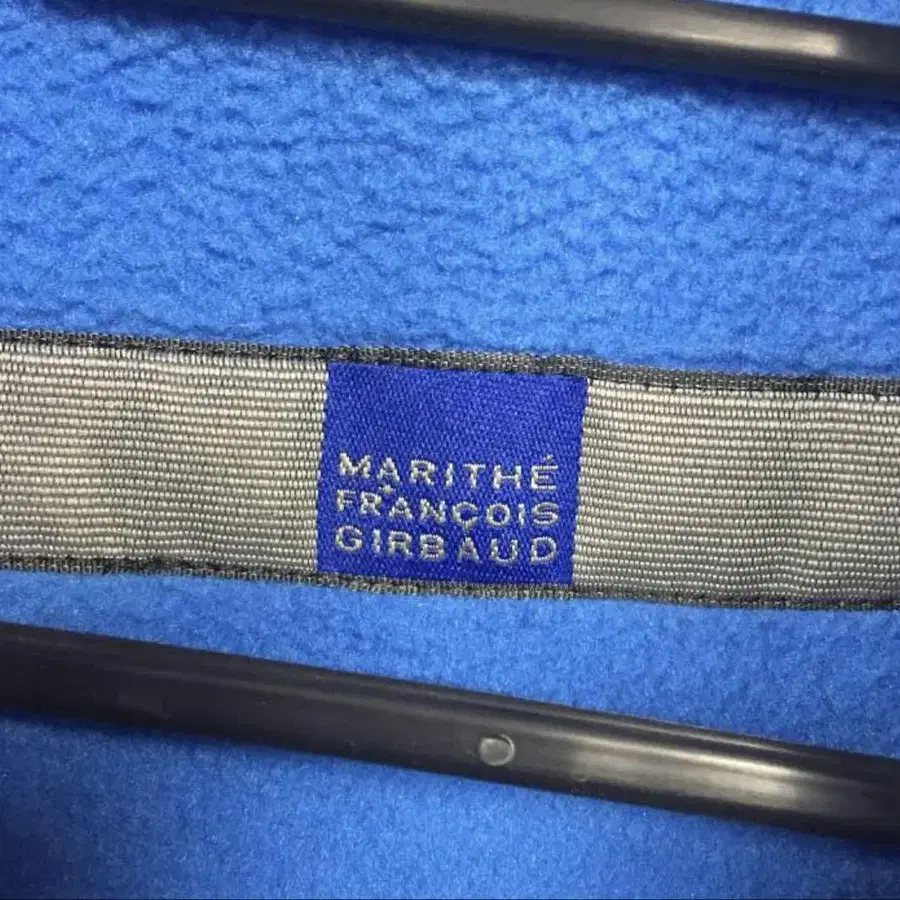 MARITHÉ
+
FRANÇOIS
GIRBAUD